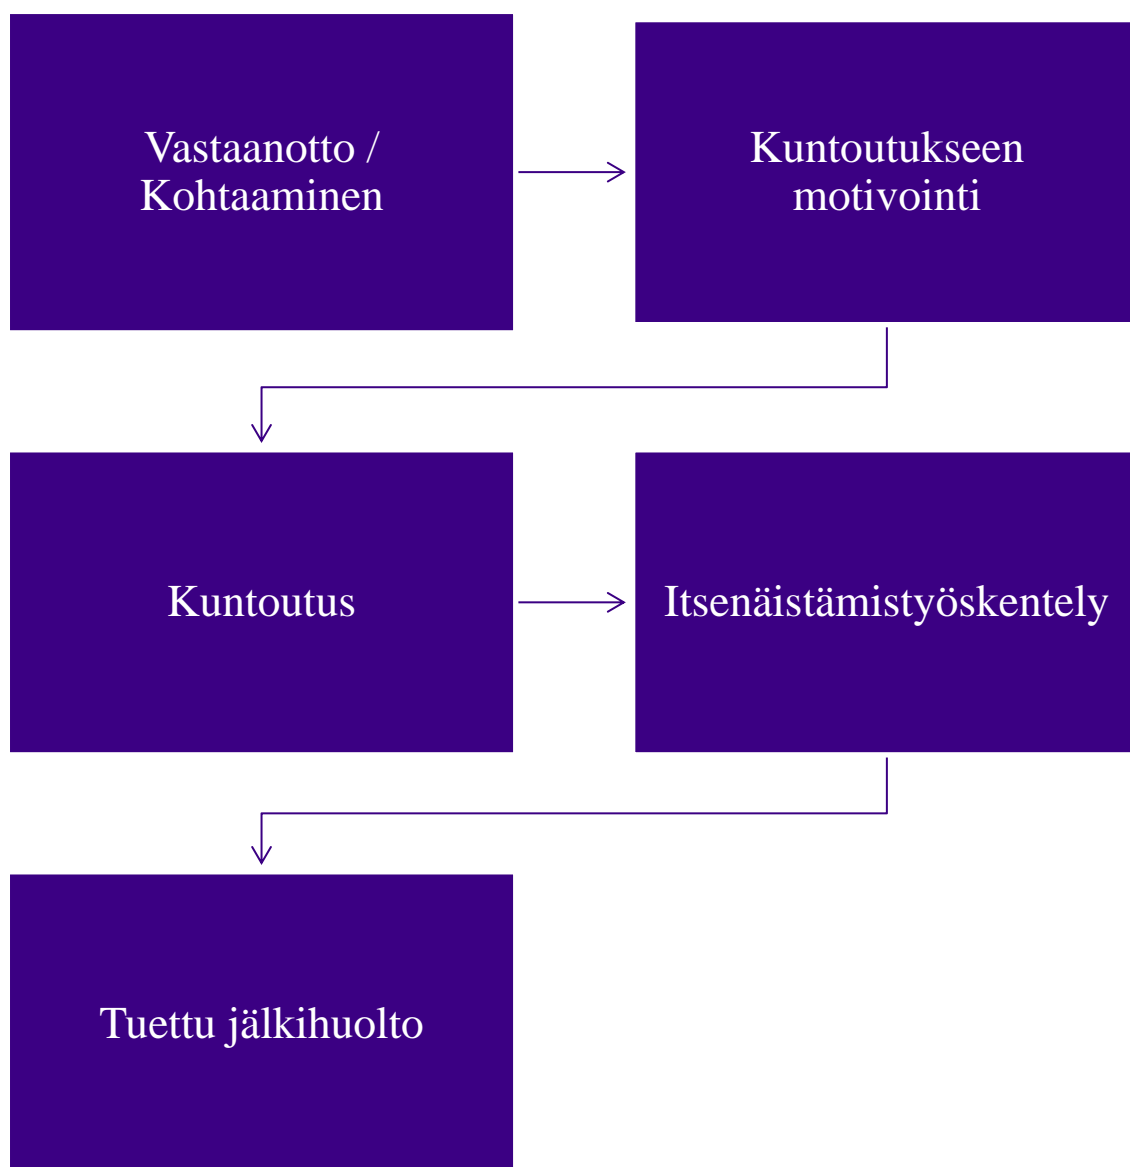 Vastaanotto /
Kohtaaminen
Kuntoutukseen
motivointi
Kuntoutus
Itsenäistämistyöskentely
Tuettu jälkihuolto